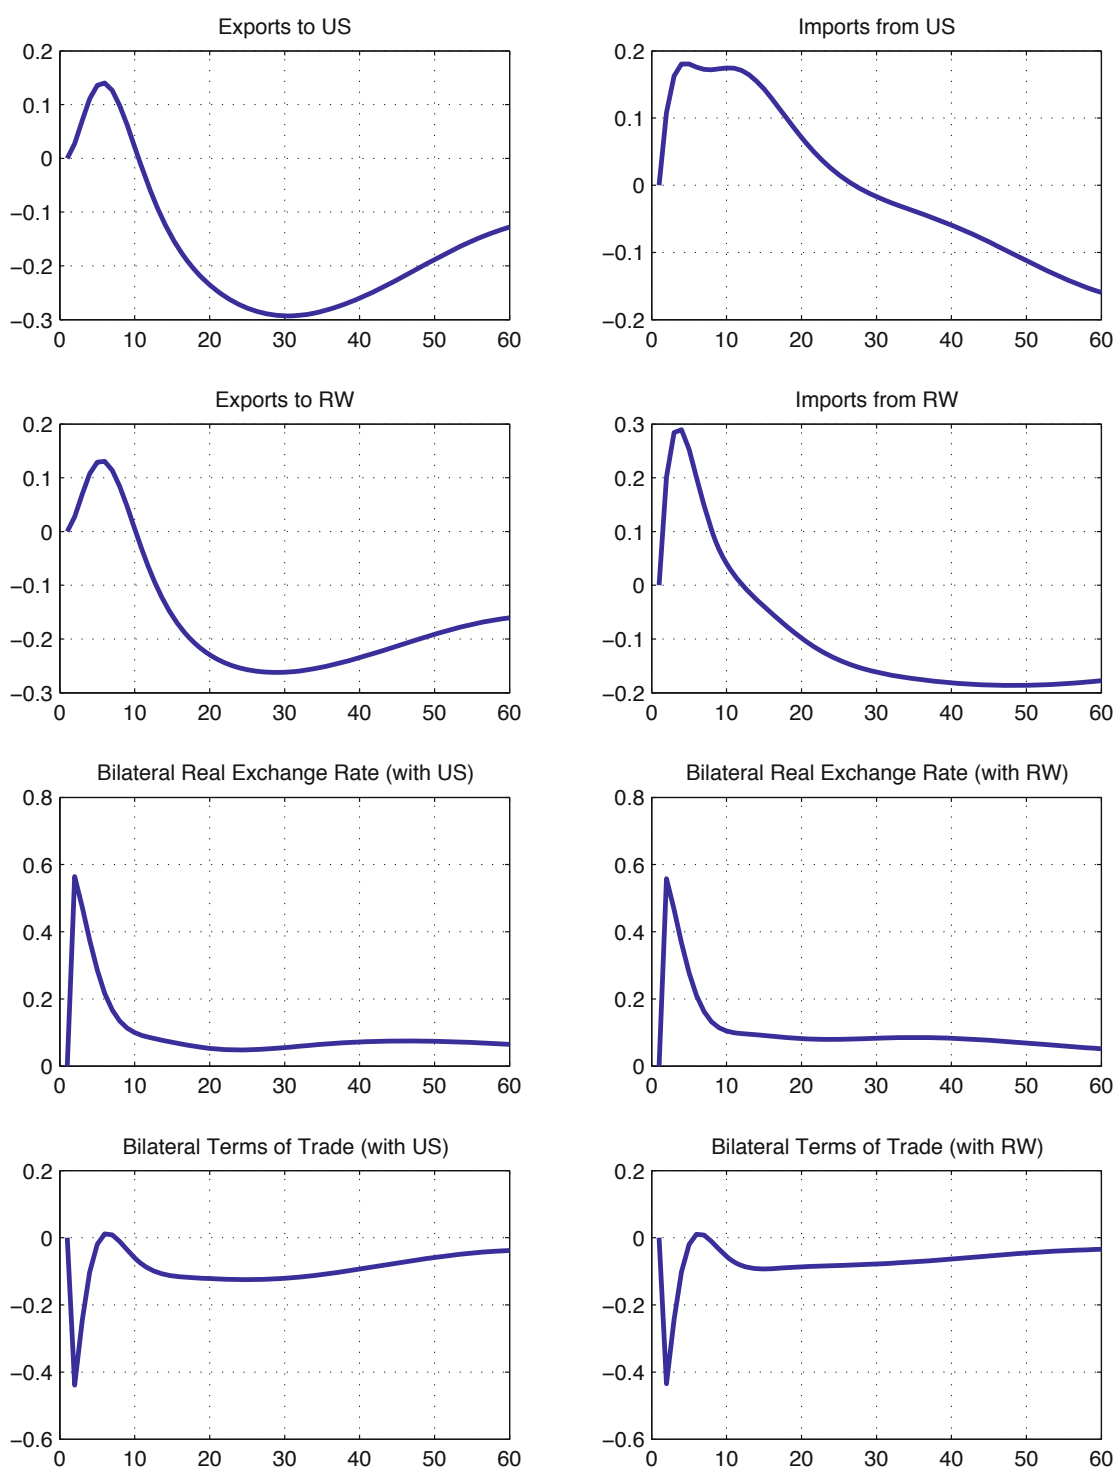 Exports to US
0.2
0.1
0
−0.1
−0.2
−0.3
0 10 20 30 40 50 60
Imports from US
0.2
0.1
0
−0.1
−0.2
0 10 20 30 40 50 60
Exports to RW
0.2
0.1
0
−0.1
−0.2
−0.3
0 10 20 30 40 50 60
Imports from RW
0.3
0.2
0.1
0
−0.1
−0.2
0 10 20 30 40 50 60
Bilateral Real Exchange Rate (with US)
0.8
0.6
0.4
0.2
0
0 10 20 30 40 50 60
Bilateral Real Exchange Rate (with RW)
0.8
0.6
0.4
0.2
0
0 10 20 30 40 50 60
Bilateral Terms of Trade (with US)
0.2
0
−0.2
−0.4
−0.6
0 10 20 30 40 50 60
Bilateral Terms of Trade (with RW)
0.2
0
−0.2
−0.4
−0.6
0 10 20 30 40 50 60